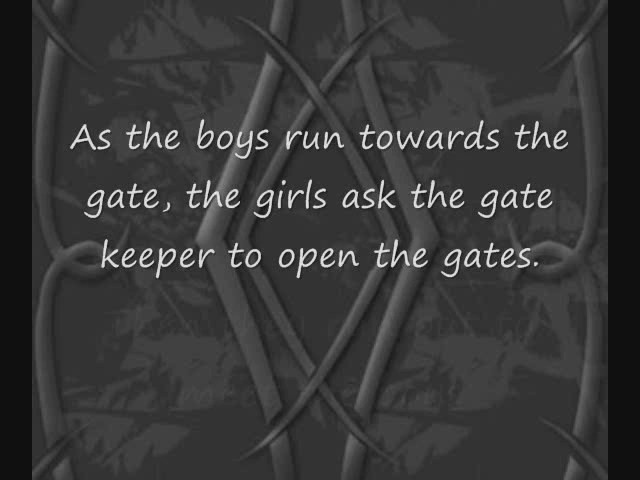 As the boys run towards the
gate, the girls ask the gate
keeper to open the gates.